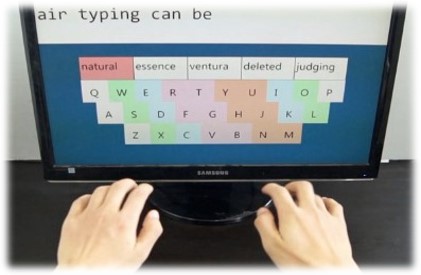 air typing can be
natural essence ventura deleted judging
Q W E R T Y U I O P
A S D F G H J K L
Z X C V B N M
SAMSUNG